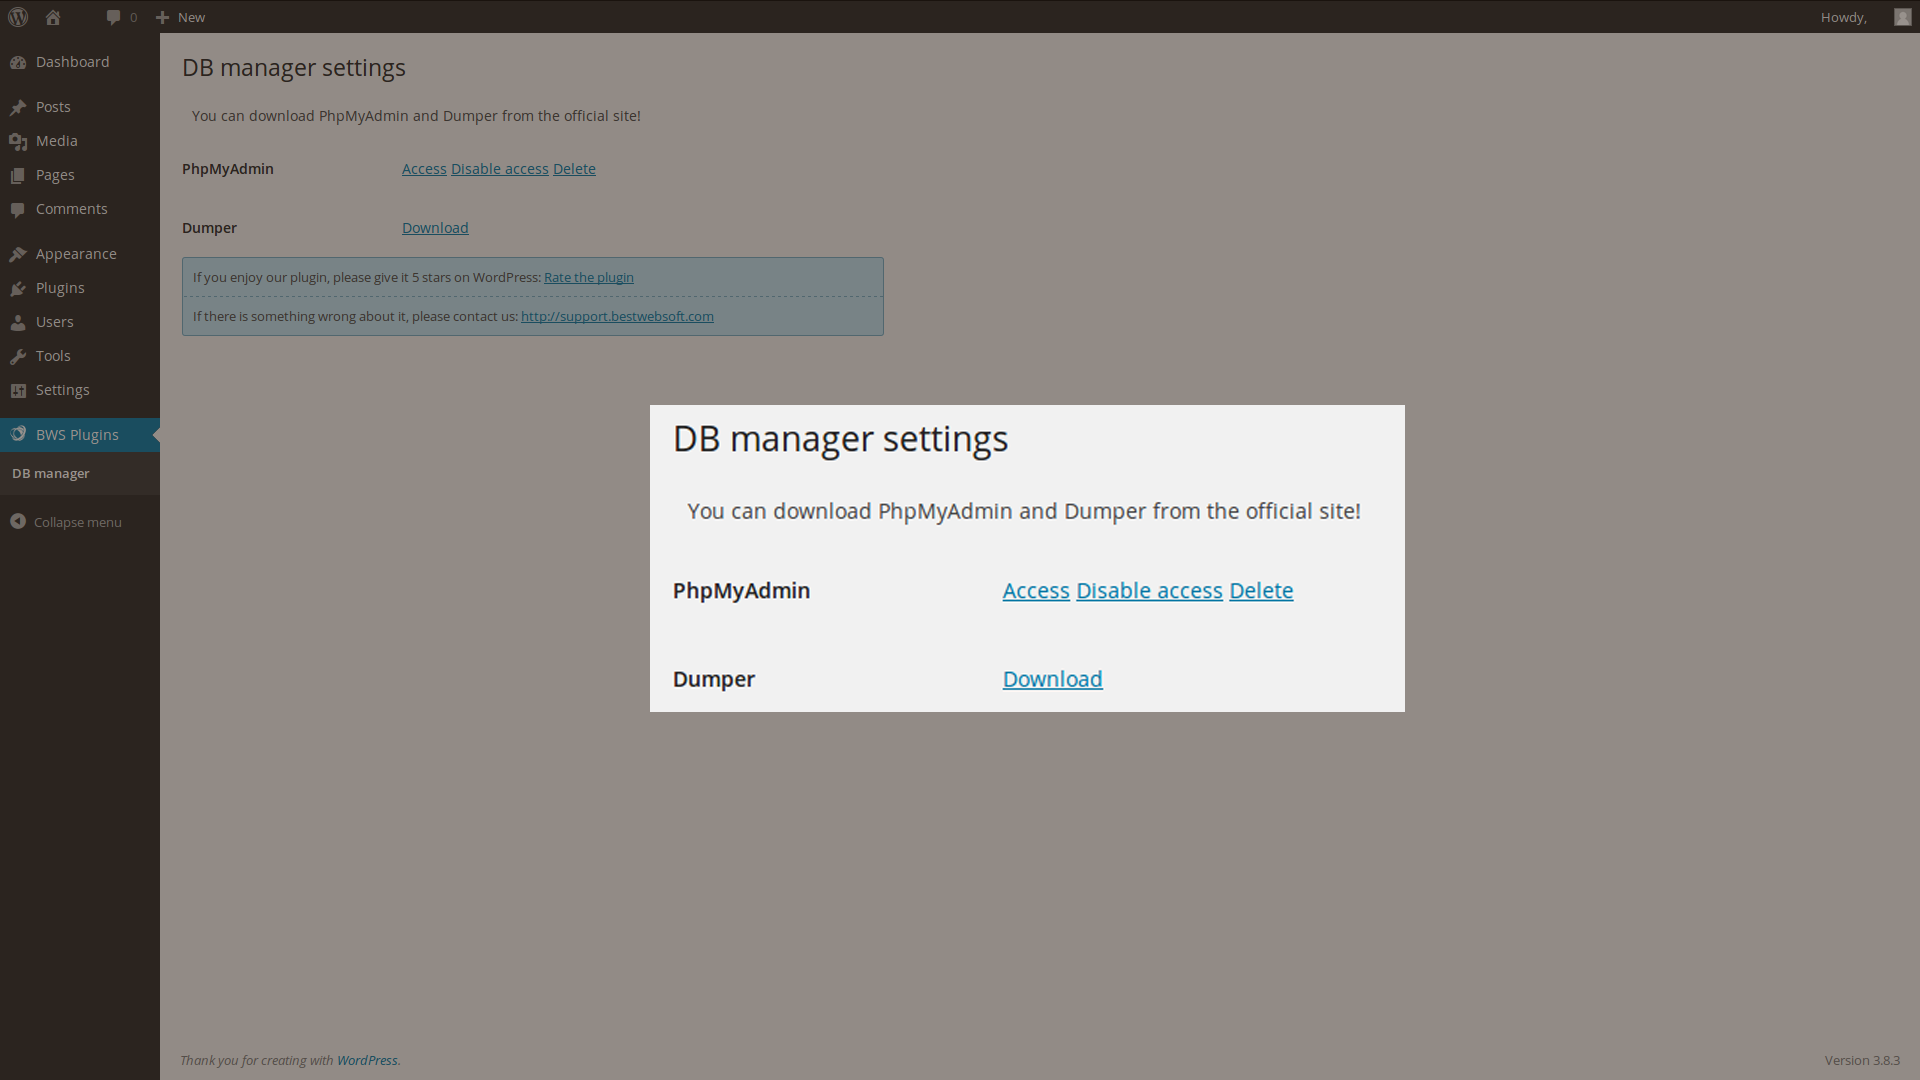 0 New Howdy,
Dashboard
Posts
Media
Pages
Comments
Appearance
Plugins
Users
Tools
Settings
BWS Plugins
DB manager
Collapse menu
DB manager settings
You can download PhpMyAdmin and Dumper from the official site!
PhpMyAdmin Access Disable access Delete
Dumper Download
If you enjoy our plugin, please give it 5 stars on WordPress: Rate the plugin
If there is something wrong about it, please contact us: http://support.bestwebsoft.com
DB manager settings
You can download PhpMyAdmin and Dumper from the official site!
PhpMyAdmin Access Disable access Delete
Dumper Download
Thank you for creating with WordPress. Version 3.8.3